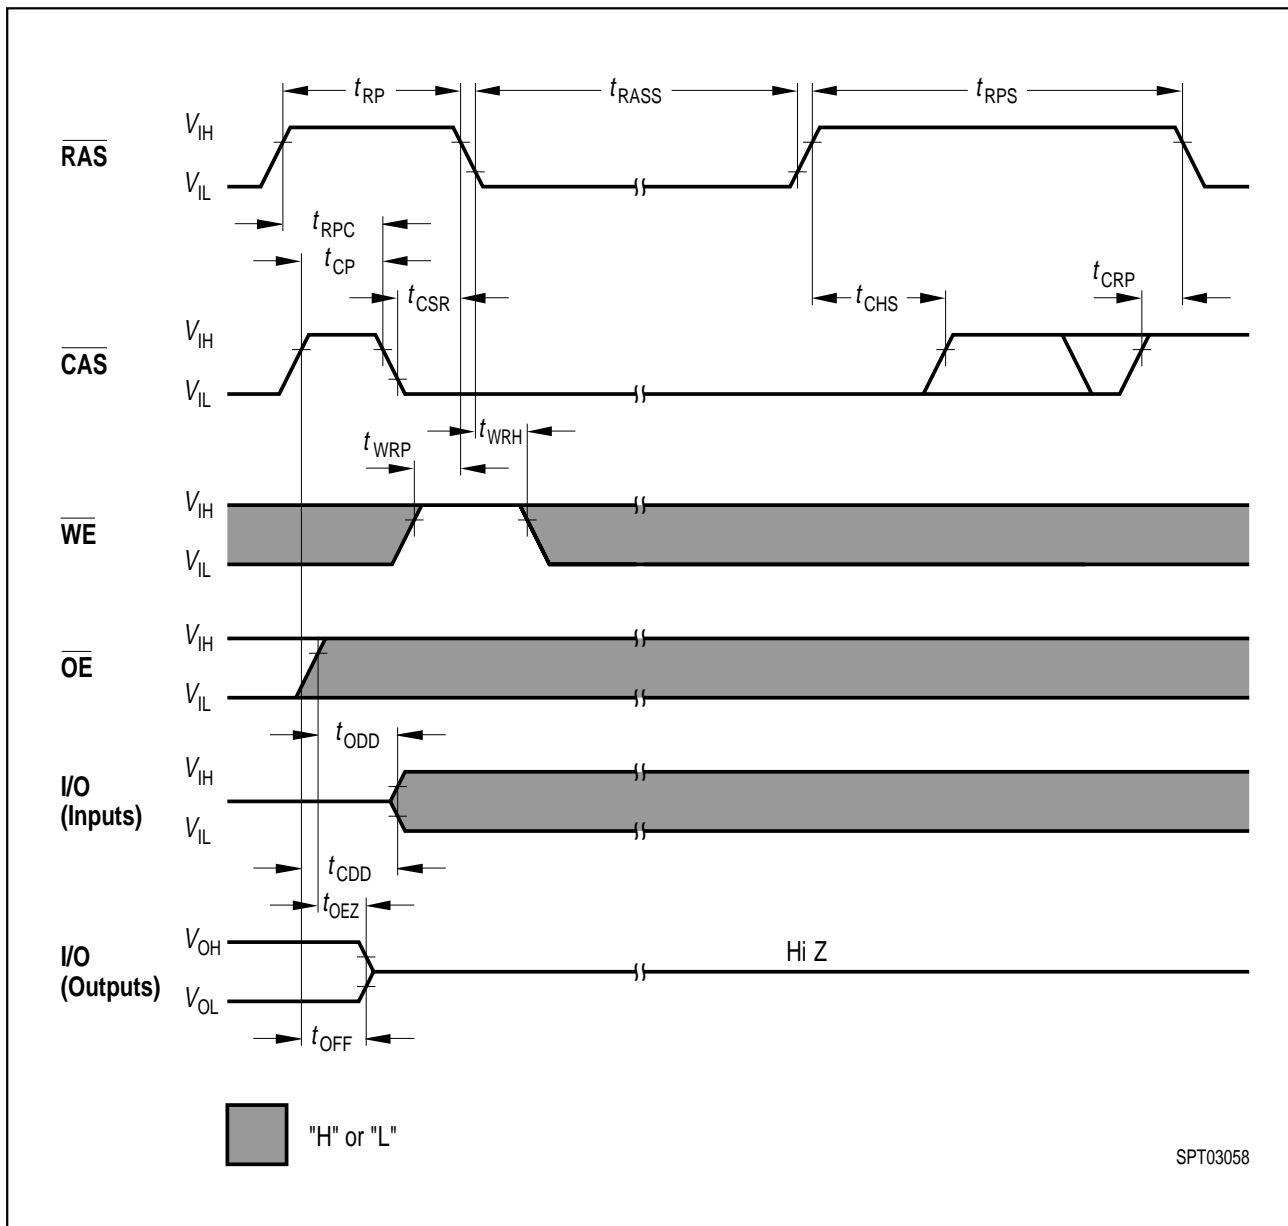 tRP tRASS tRPS
VIH
RAS
VIL
tRPC
tCP
tCSR tCHS tCRP
VIH
CAS
VIL
tWRP tWRH
VIH
WE
VIL
VIH
OE
VIL
tODD
VIH
I/O
(Inputs)
VIL
tCDD
tOEZ
VOH
I/O
(Outputs)
Hi Z
VOL
tOFF
"H" or "L"
SPT03058